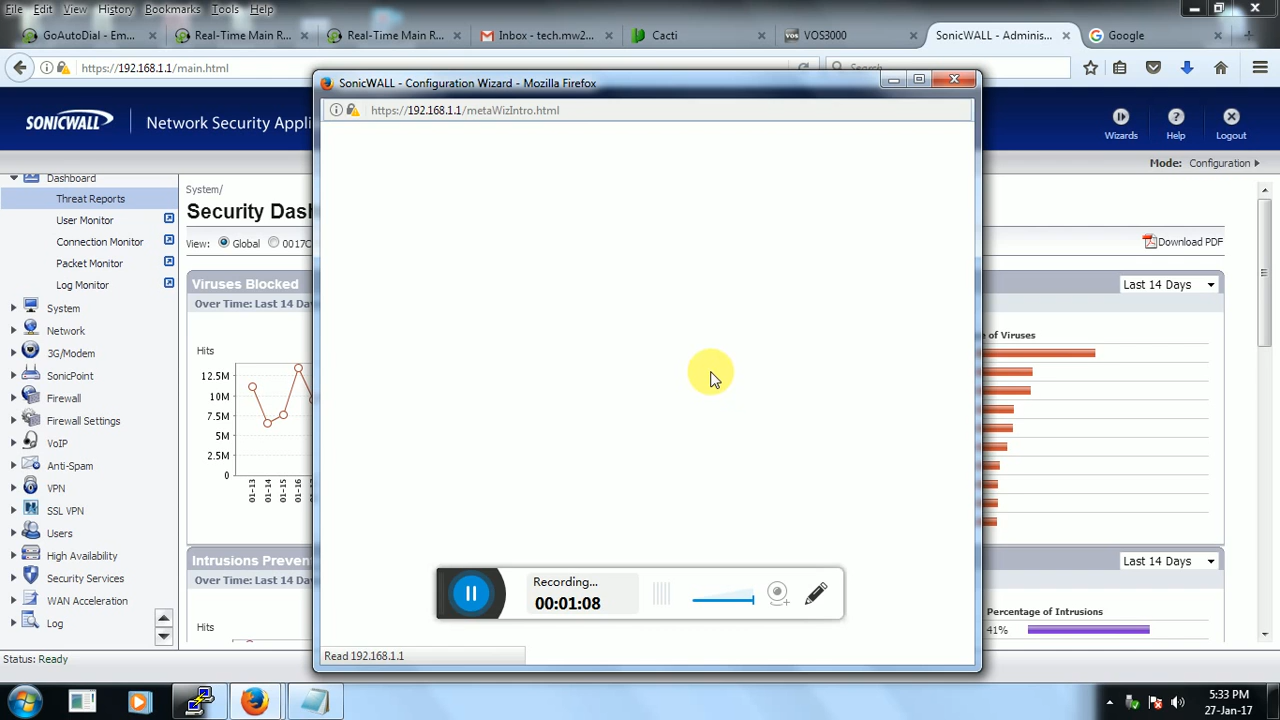 File Edit View History Bookmarks Tools Help
GoAutoDial - Em...
Real-Time Main R...
Real-Time Main R...
Inbox - tech.mw2...
Cacti
VOS3000
SonicWALL - Adminis...
Google
https://192.168.1.1/main.html
Search
SonicWALL - Configuration Wizard - Mozilla Firefox
https://192.168.1.1/metaWizIntro.html
SONICWALL
Network Security Appli
Wizards
Help
Logout
Mode: Configuration
Dashboard
Threat Reports
User Monitor
Connection Monitor
Packet Monitor
Log Monitor
System
Network
3G/Modem
SonicPoint
Firewall
Firewall Settings
VoIP
Anti-Spam
VPN
SSL VPN
Users
High Availability
Security Services
WAN Acceleration
Log
System/
Security Das
View: Global 0017C
Download PDF
Viruses Blocked
Last 14 Days
Over Time: Last 14 Da
e of Viruses
Hits
12.5M
10M
7.5M
5M
2.5M
0
01-13
01-14
01-15
01-16
Intrusions Preven
Last 14 Days
Over Time: Last 14 Da
Percentage of Intrusions
Hits
41%
Recording...
00:01:08
Read 192.168.1.1
Status: Ready
5:33 PM
27-Jan-17